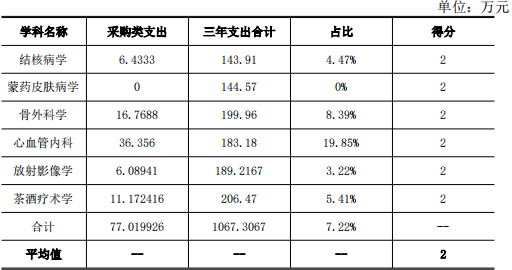 单位：万元
学科名称 采购类支出 三年支出合计 占比 得分
结核病学 6.4333 143.91 4.47% 2
蒙药皮肤病学 0 144.57 0% 2
骨外科学 16.7688 199.96 8.39% 2
心血管内科 36.356 183.18 19.85% 2
放射影像学 6.08941 189.2167 3.22% 2
茶酒疗术学 11.172416 206.47 5.41% 2
合计 77.019926 1067.3067 7.22% --
平均值 -- -- -- 2